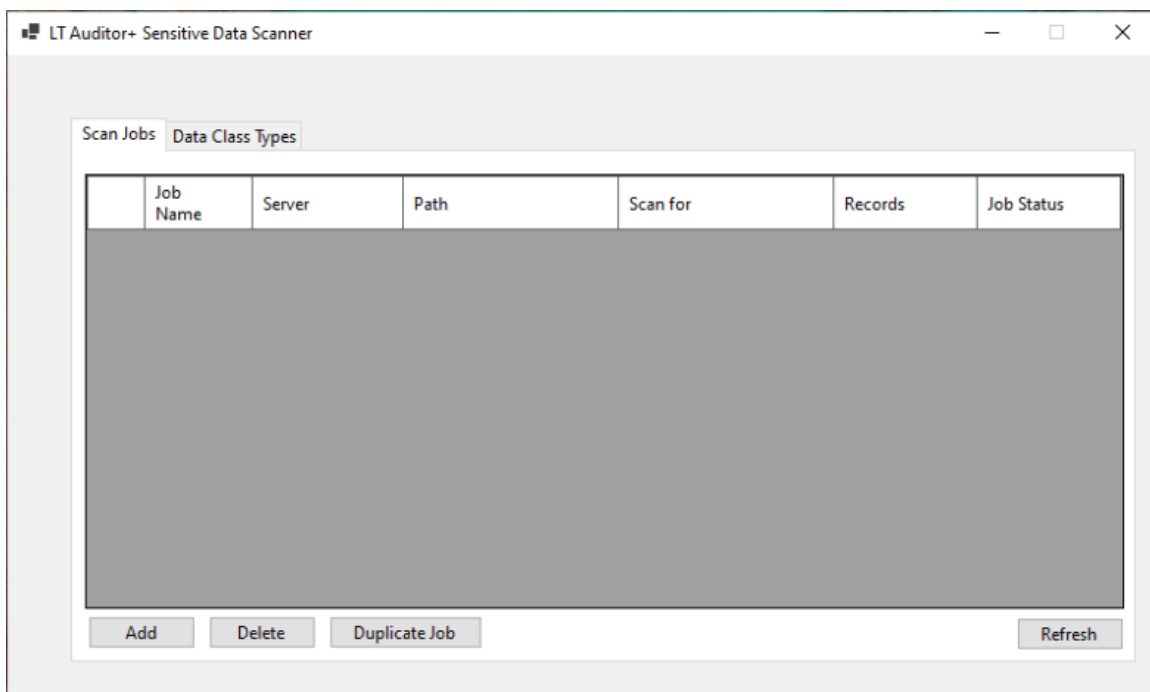 LT Auditor+ Sensitive Data Scanner
Scan Jobs Data Class Types
Job Name Server Path Scan for Records Job Status
Add Delete Duplicate Job Refresh